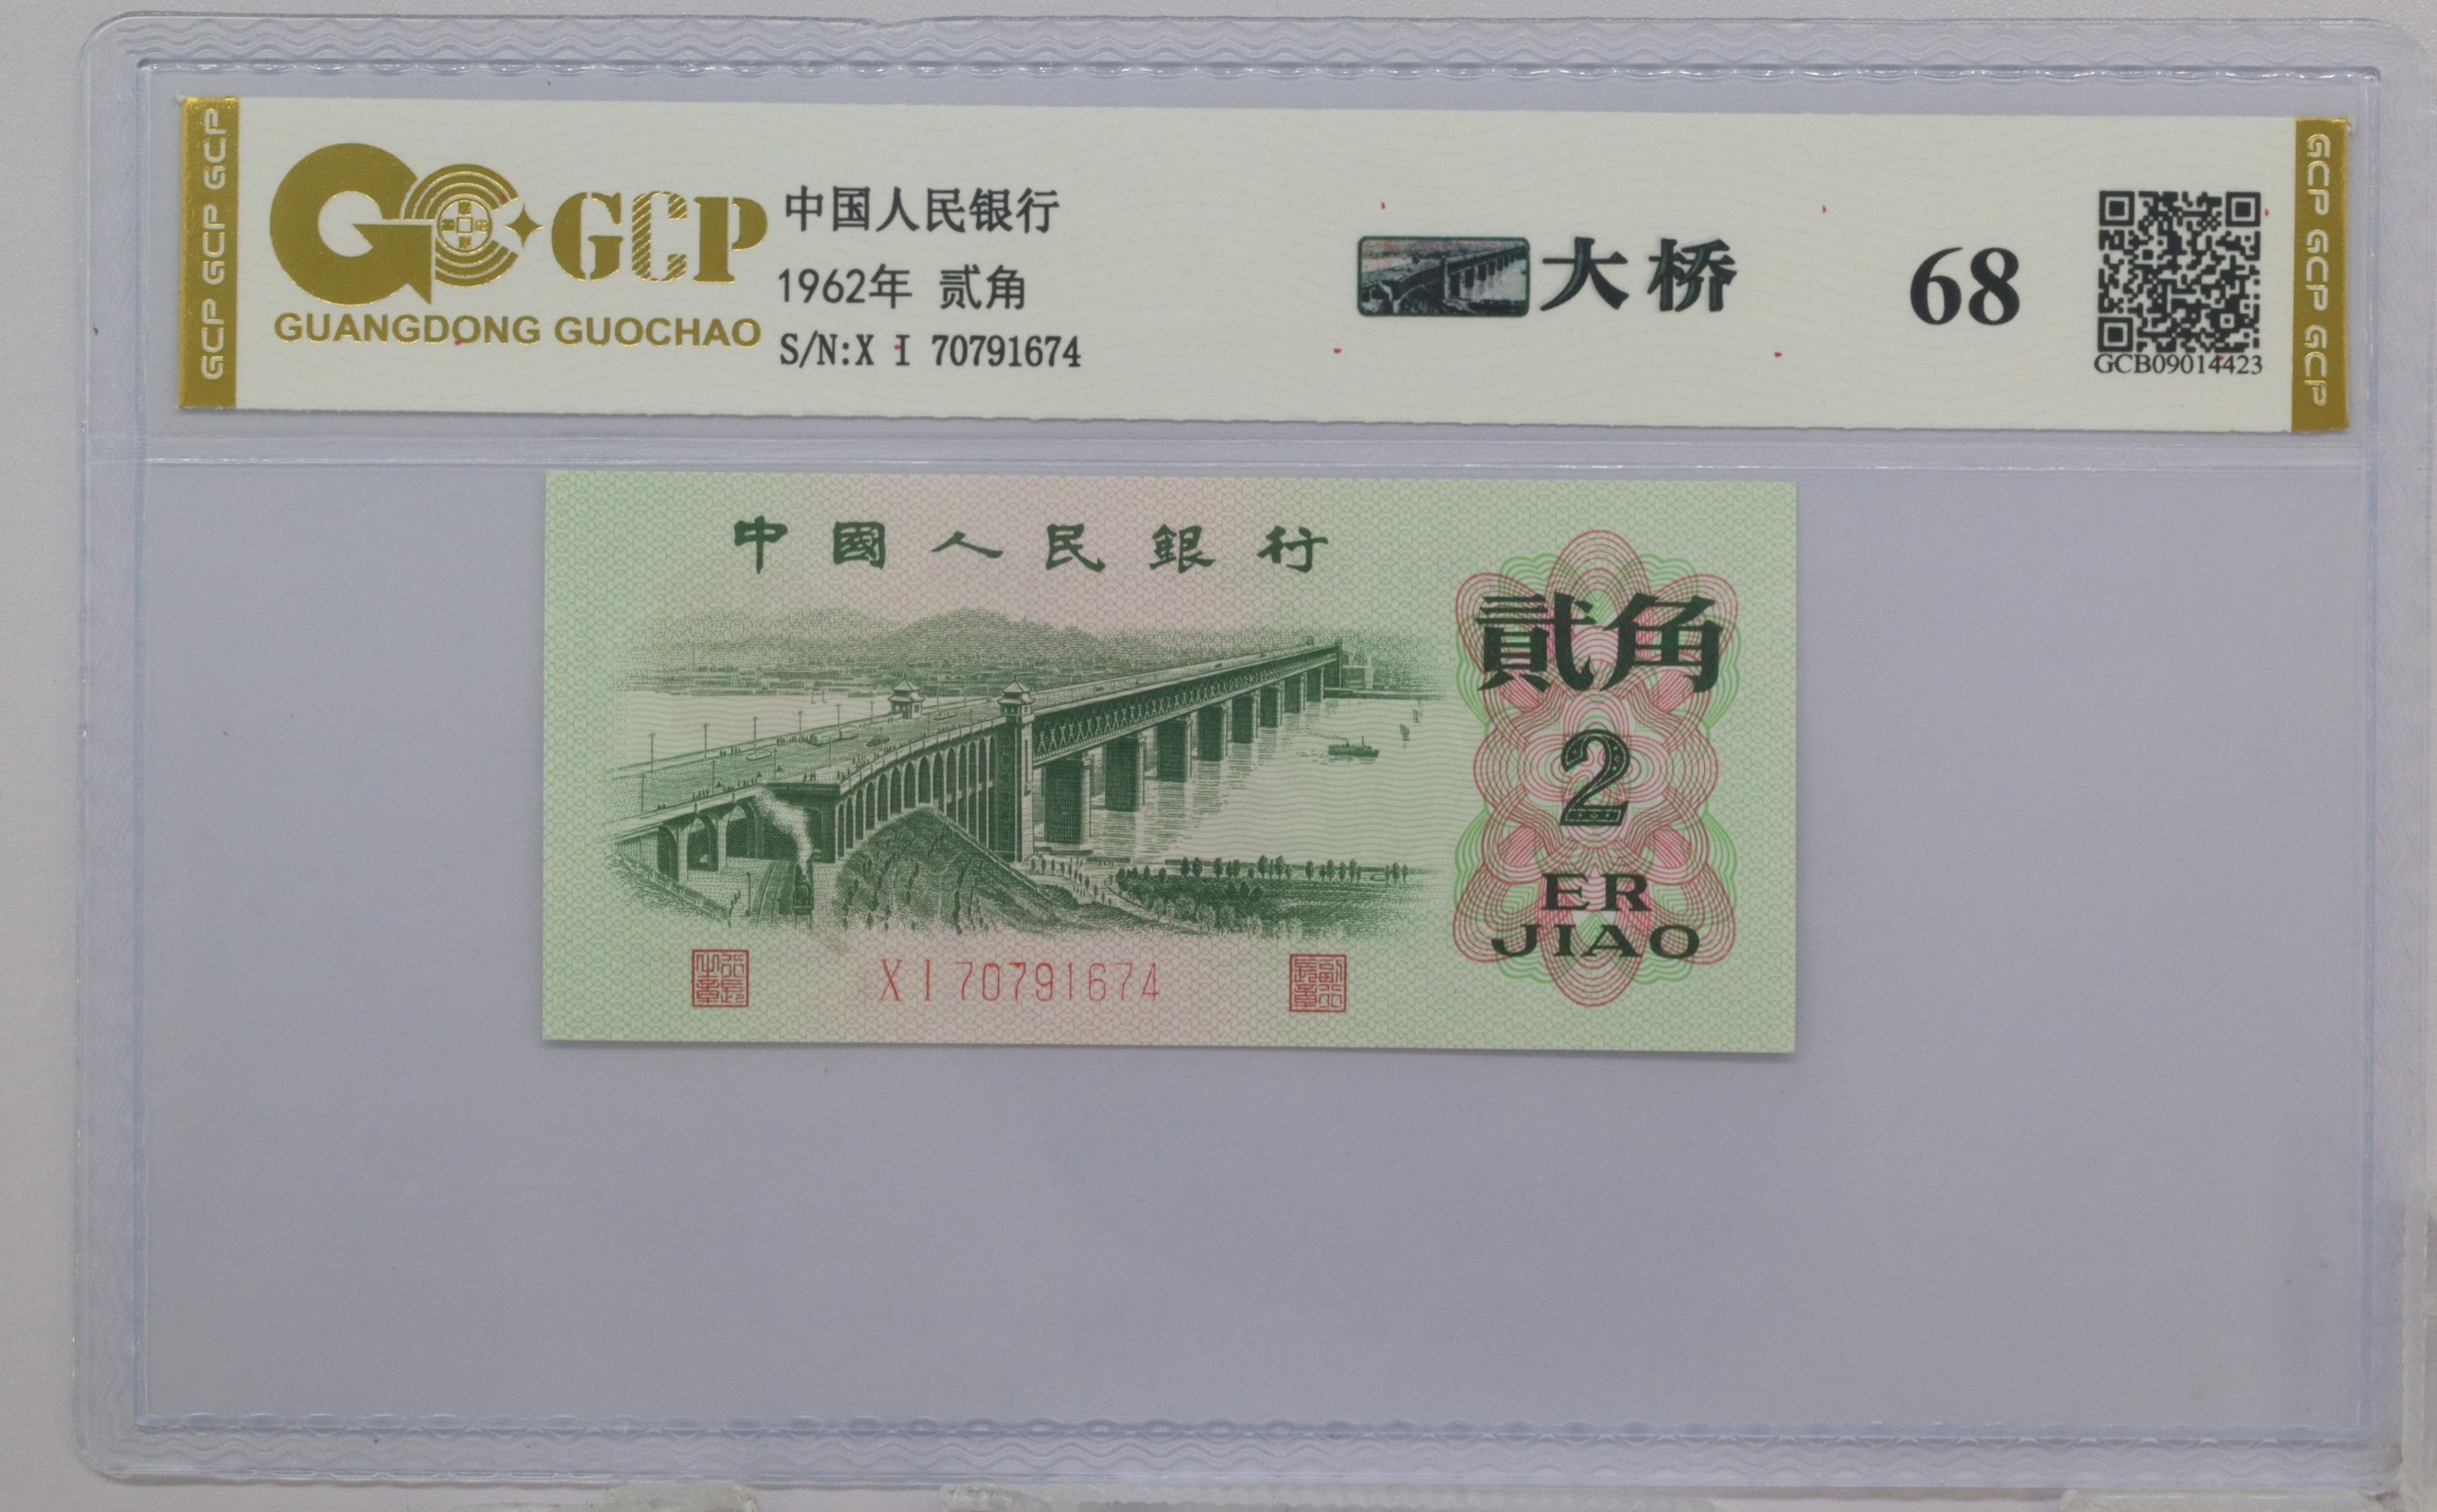 GCP GCP GCP
GCP
GUANGDONG GUOCHAO
中国人民银行
1962年 贰角
S/N:X I 70791674
大桥
68
GCB09014423
GCP GCP GCP
中國人民銀行
貳角
2
ER
JIAO
X I 70791674